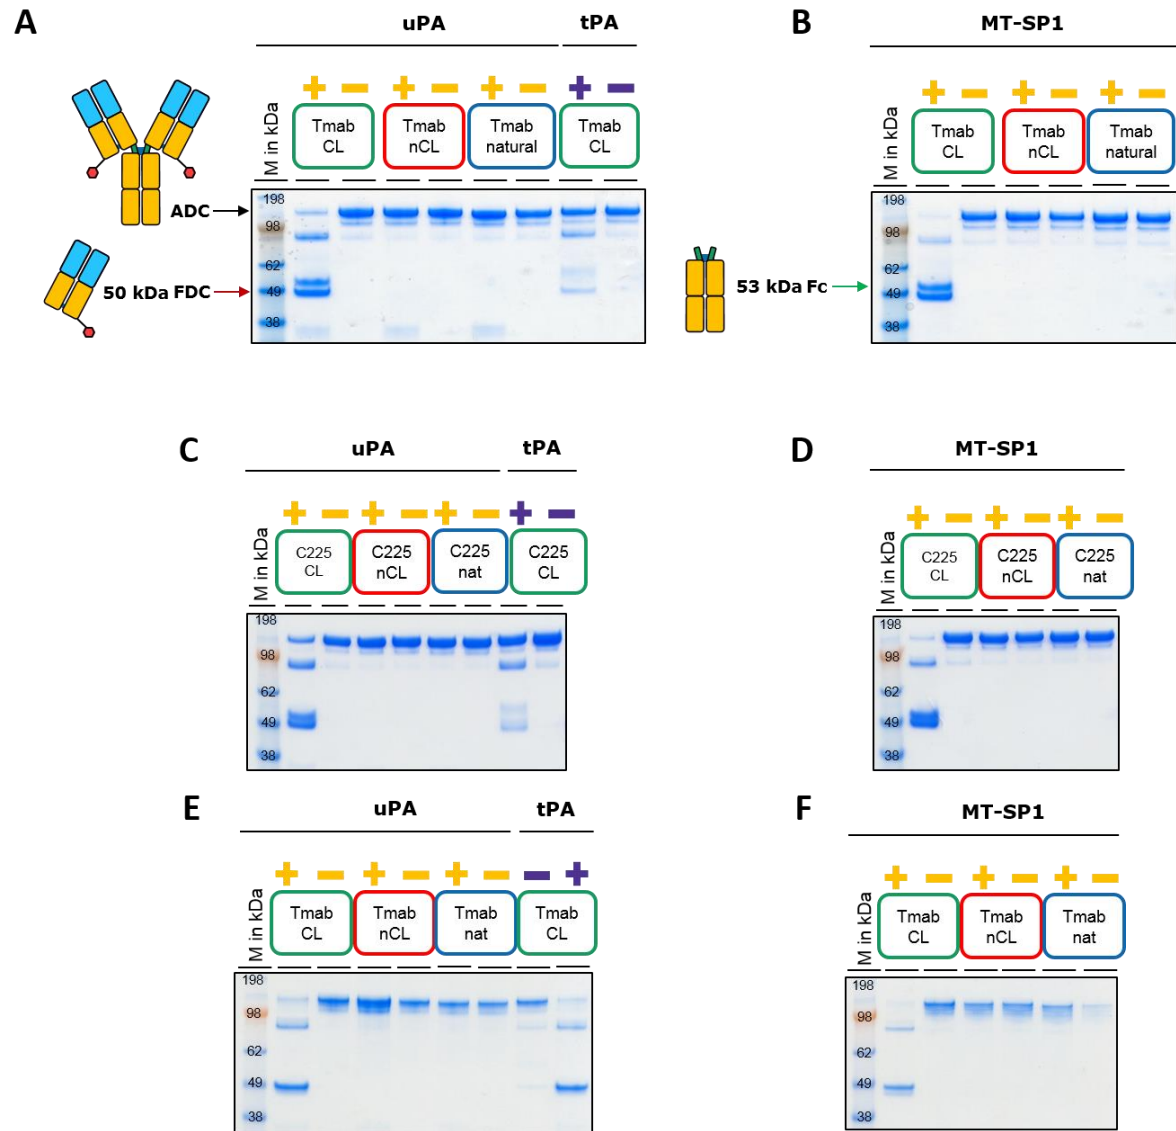 A
uPA
tPA
M in kDa
+ − + − + − + −
Tmab CL
Tmab nCL
Tmab natural
Tmab CL
ADC
50 kDa FDC
198
98
62
49
38
B
MT-SP1
M in kDa
+ − + − + −
Tmab CL
Tmab nCL
Tmab natural
53 kDa Fc
198
98
62
49
38
C
uPA
tPA
M in kDa
+ − + − + − + −
C225 CL
C225 nCL
C225 nat
C225 CL
198
98
62
49
38
D
MT-SP1
M in kDa
+ − + − + −
C225 CL
C225 nCL
C225 nat
198
98
62
49
38
E
uPA
tPA
M in kDa
+ − + − + − − +
Tmab CL
Tmab nCL
Tmab nat
Tmab CL
198
98
62
49
38
F
MT-SP1
M in kDa
+ − + − + −
Tmab CL
Tmab nCL
Tmab nat
198
98
62
49
38